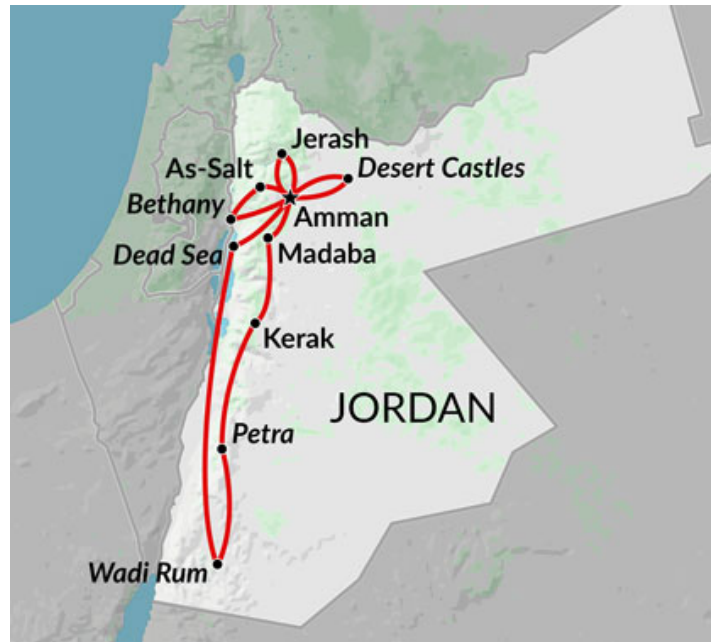 Jerash
As-Salt
Desert Castles
Bethany
Amman
Dead Sea
Madaba
Kerak
JORDAN
Petra
Wadi Rum